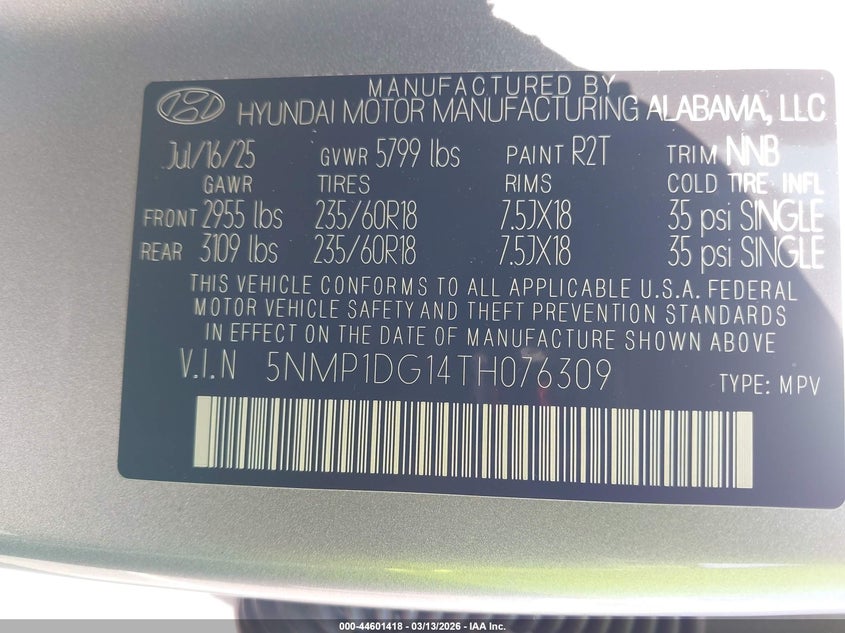 MANUFACTURED BY
HYUNDAI MOTOR MANUFACTURING ALABAMA, LLC
Jul/16/25 GVWR 5799 lbs PAINT R2T TRIM NNB
GAWR TIRES RIMS COLD TIRE INFL
FRONT 2955 lbs 235/60R18 7.5JX18 35 psi SINGLE
REAR 3109 lbs 235/60R18 7.5JX18 35 psi SINGLE
THIS VEHICLE CONFORMS TO ALL APPLICABLE U.S.A. FEDERAL
MOTOR VEHICLE SAFETY AND THEFT PREVENTION STANDARDS
IN EFFECT ON THE DATE OF MANUFACTURE SHOWN ABOVE
V.I.N 5NMP1DG14TH076309 TYPE: MPV
000-44601418 - 03/13/2026 - IAA Inc.